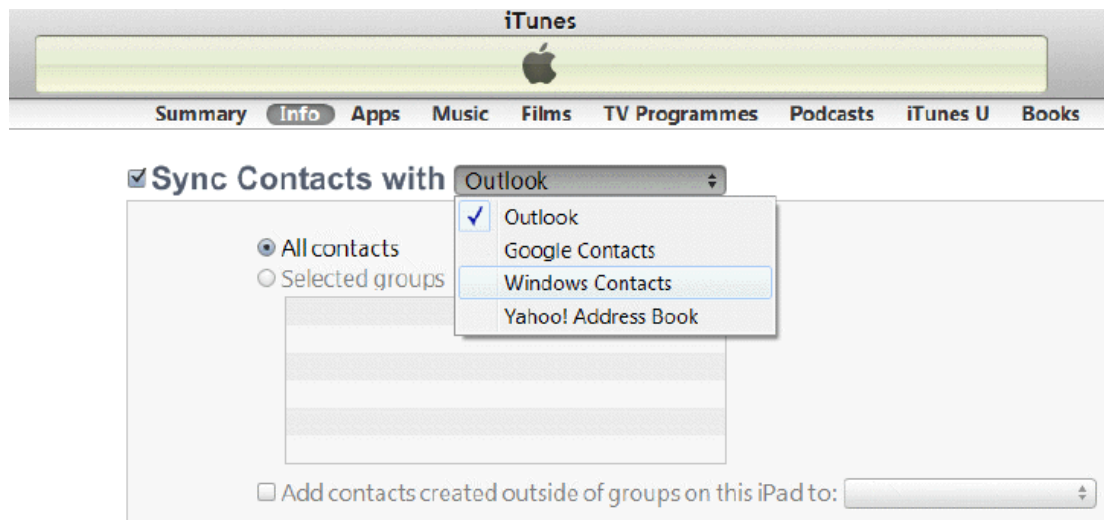 iTunes
Summary Info Apps Music Films TV Programmes Podcasts iTunes U Books
Sync Contacts with Outlook
Outlook
All contacts
Google Contacts
Selected groups
Windows Contacts
Yahoo! Address Book
Add contacts created outside of groups on this iPad to: